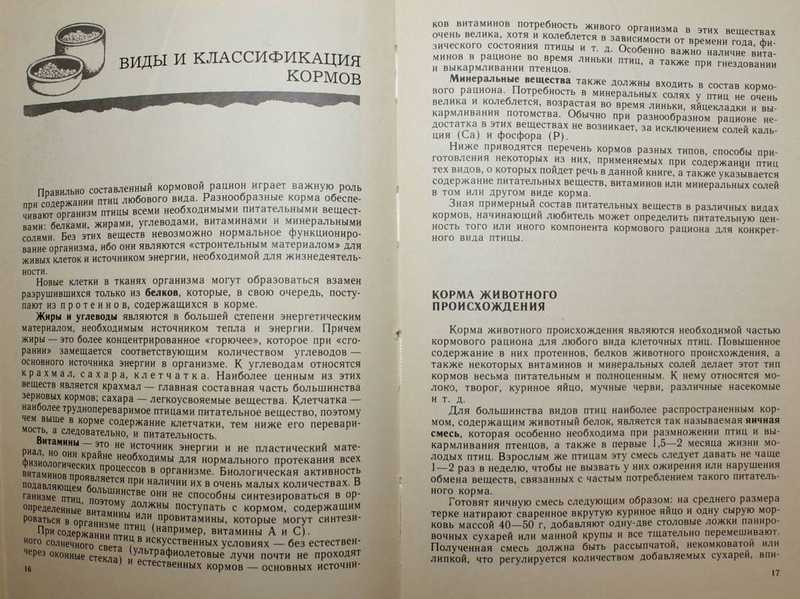 ВИДЫ И КЛАССИФИКАЦИЯ
КОРМОВ
Правильно составленный кормовой рацион играет важную роль
при содержании птиц любового вида. Разнообразные корма обеспе-
чивают организм птицы всеми необходимыми питательными вещест-
вами: белками, жирами, углеводами, витаминами и минеральными
солями. Без этих веществ невозможно нормальное функциониро-
вание организма, ибо они являются «строительным материалом» для
живых клеток и источником энергии, необходимой для жизнедеятель-
ности.
Новые клетки в тканях организма могут образоваться взамен
разрушившихся только из белков, которые, в свою очередь, посту-
пают из протеинов, содержащихся в корме.
Жиры и углеводы являются в большей степени энергетическим
материалом, необходимым источником тепла и энергии. Причем
жиры — это более концентрированное «горючее», которое при «сго-
рании» замещается соответствующим количеством углеводов —
основного источника энергии в организме. К углеводам относятся
крахмал, сахара, клетчатка. Наиболее ценным из этих
веществ является крахмал — главная составная часть большинства
зерновых кормов; сахара — легкоусвояемые вещества. Клетчатка —
наиболее трудноперевариваемое птицами питательное вещество, поэтому
чем выше в корме содержание клетчатки, тем ниже его перевари-
мость, а следовательно, и питательность.
Витамины — это не источник энергии и не пластический мате-
риал, но они крайне необходимы для нормального протекания всех
физиологических процессов в организме. Биологическая активность
витаминов проявляется при наличии их в очень малых количествах. В
подавляющем большинстве они не способны синтезироваться в ор-
ганизме птиц, поэтому должны поступать с кормом, содержащим
определенные витамины или провитамины, которые могут синтези-
роваться в организме птиц (например, витамины А и С).
При содержании птиц в искусственных условиях — без естествен-
ного солнечного света (ультрафиолетовые лучи почти не проходят
через оконные стекла) и естественных кормов — основных источни-
16
ков витаминов потребность живого организма в этих веществах
очень велика, хотя и колеблется в зависимости от времени года, фи-
зического состояния птицы и т. д. Особенно важно наличие вита-
минов в рационе во время линьки птиц, а также при гнездовании
и выкармливании птенцов.
Минеральные вещества также должны входить в состав кормо-
вого рациона. Потребность в минеральных солях у птиц не очень
велика и колеблется, возрастая во время линьки, яйцекладки и вы-
кармливания потомства. Обычно при разнообразном рационе не-
достатка в этих веществах не возникает, за исключением солей каль-
ция (Ca) и фосфора (P).
Ниже приводятся перечень кормов разных типов, способы при-
готовления некоторых из них, применяемых при содержании птиц
тех видов, о которых пойдет речь в данной книге, а также указывается
содержание питательных веществ, витаминов или минеральных солей
в том или другом виде корма.
Зная примерный состав питательных веществ в различных видах
кормов, начинающий любитель может определить питательную цен-
ность того или иного компонента кормового рациона для конкрет-
ного вида птицы.
КОРМА ЖИВОТНОГО
ПРОИСХОЖДЕНИЯ
Корма животного происхождения являются необходимой частью
кормового рациона для любого вида клеточных птиц. Повышенное
содержание в них протеинов, белков животного происхождения, а
также некоторых витаминов и минеральных солей делает этот тип
кормов весьма питательным и полноценным. К нему относятся мо-
локо, творог, куриное яйцо, мучные черви, различные насекомые
и т. д.
Для большинства видов птиц наиболее распространенным кор-
мом, содержащим животный белок, является так называемая яичная
смесь, которая особенно необходима при размножении птиц и вы-
кармливания птенцов, а также в первые 1,5—2 месяца жизни мо-
лодых птиц. Взрослым же птицам эту смесь следует давать не чаще
1—2 раз в неделю, чтобы не вызвать у них ожирения или нарушения
обмена веществ, связанных с частым потреблением такого питатель-
ного корма.
Готовят яичную смесь следующим образом: на среднего размера
терке натирают сваренное вкрутую куриное яйцо и одну сырую мор-
ковь массой 40—50 г, добавляют одну-две столовые ложки паниро-
вочных сухарей или манной крупы и все тщательно перемешивают.
Полученная смесь должна быть рассыпчатой, некомковатой или
липкой, что регулируется количеством добавляемых сухарей, впи-
17